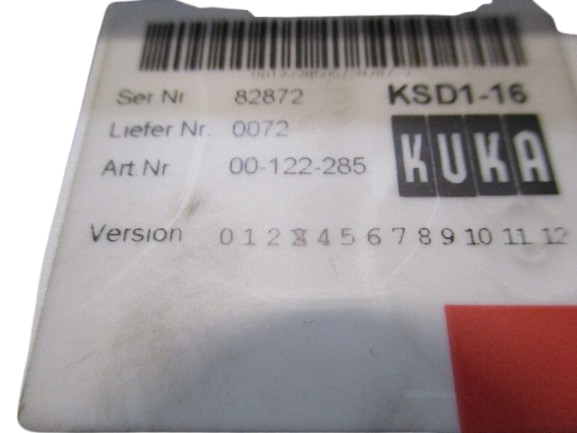 Ser Nr 82872 KSD1-16
Liefer Nr. 0072
KUKA
Art.Nr 00-122-285
Version 0 1 2 3 4 5 6 7 8 9 10 11 12